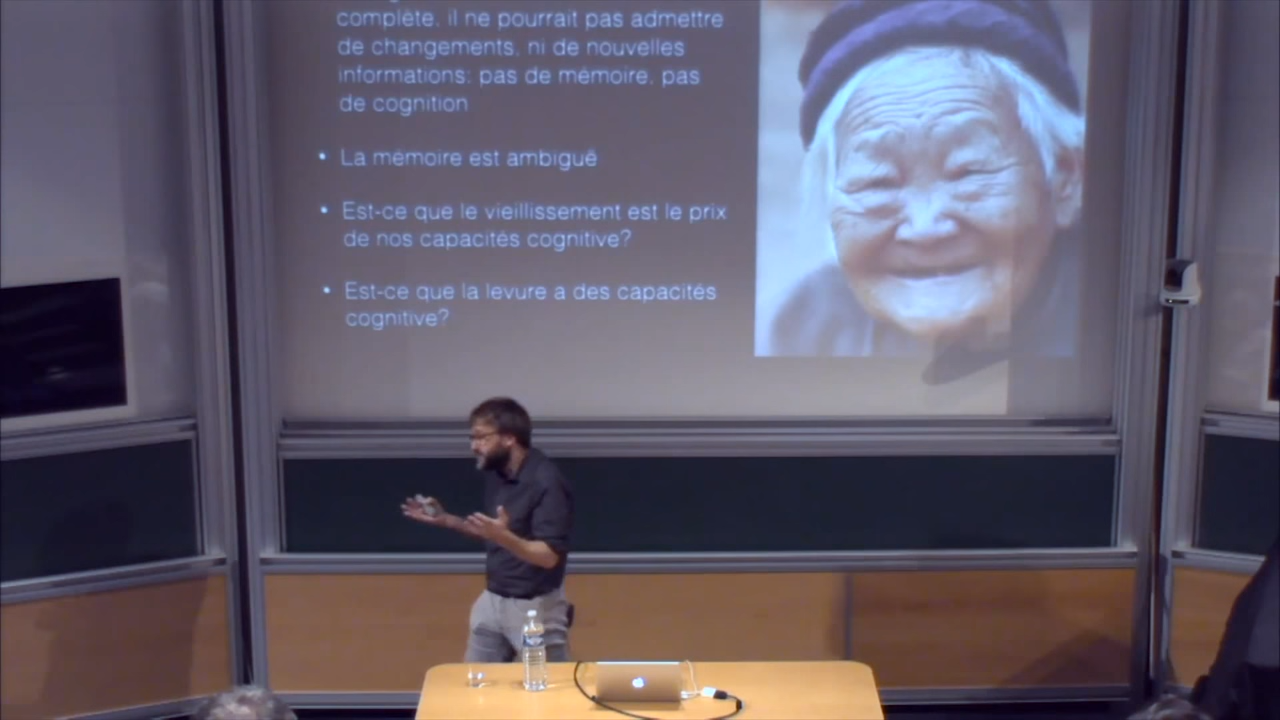 complète, il ne pourrait pas admettre
de changements, ni de nouvelles
informations: pas de mémoire, pas
de cognition
• La mémoire est ambiguë
• Est-ce que le vieillissement est le prix
de nos capacités cognitive?
• Est-ce que la levure a des capacités
cognitive?